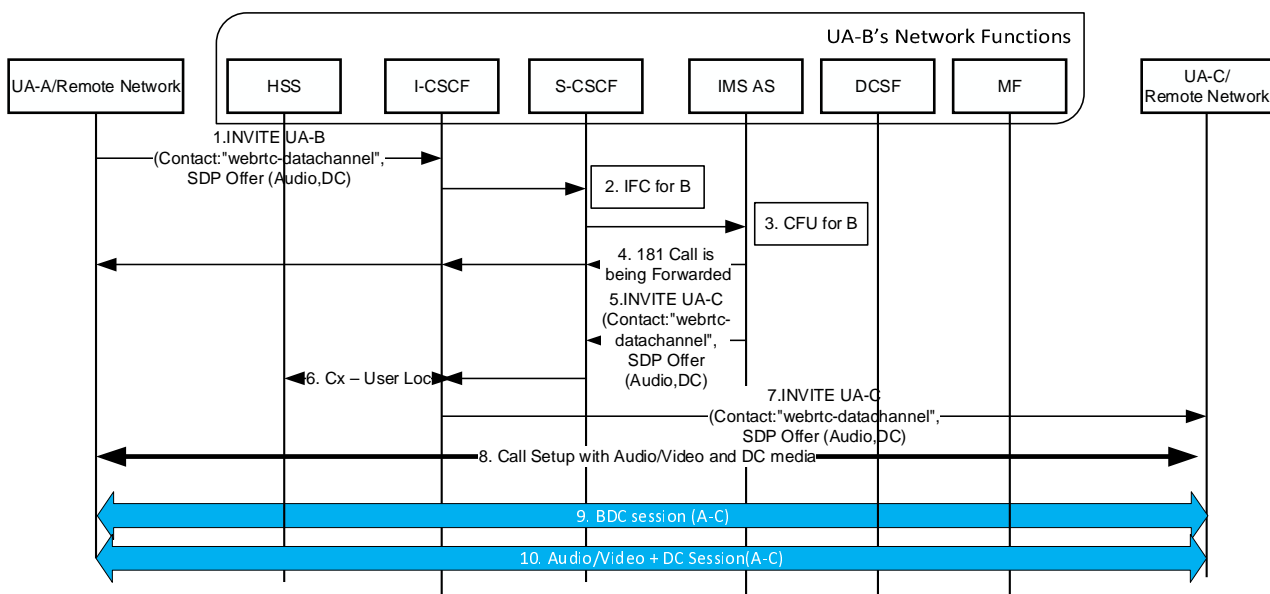 UA-B's Network Functions
UA-A/Remote Network
HSS
I-CSCF
S-CSCF
IMS AS
DCSF
MF
UA-C/
Remote Network
1.INVITE UA-B
(Contact:"webrtc-datachannel",
SDP Offer (Audio,DC)
2. IFC for B
3. CFU for B
4. 181 Call is
being Forwarded
5.INVITE UA-C
(Contact:"webrtc-
datachannel",
SDP Offer
(Audio,DC)
6. Cx – User Loc
7.INVITE UA-C
(Contact:"webrtc-datachannel",
SDP Offer (Audio,DC)
8. Call Setup with Audio/Video and DC media
9. BDC session (A-C)
10. Audio/Video + DC Session(A-C)